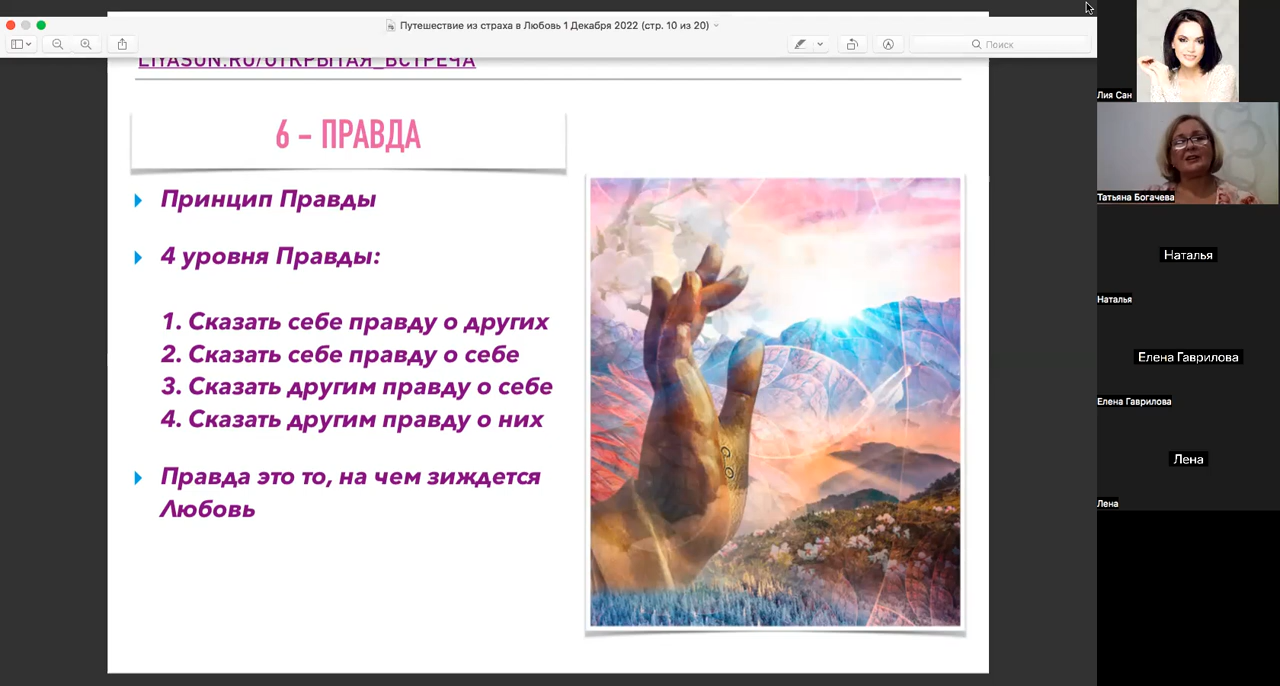 Путешествие из страха в Любовь 1 Декабря 2022 (стр. 10 из 20)
Поиск
LIYASUN.RU/ОТКРЫТАЯ_ВСТРЕЧА
6 – ПРАВДА
Принцип Правды
4 уровня Правды:
1. Сказать себе правду о других
2. Сказать себе правду о себе
3. Сказать другим правду о себе
4. Сказать другим правду о них
Правда это то, на чем зиждется
Любовь
Лия Сан
Татьяна Богачева
Наталья
Наталья
Елена Гаврилова
Елена Гаврилова
Лена
Лена